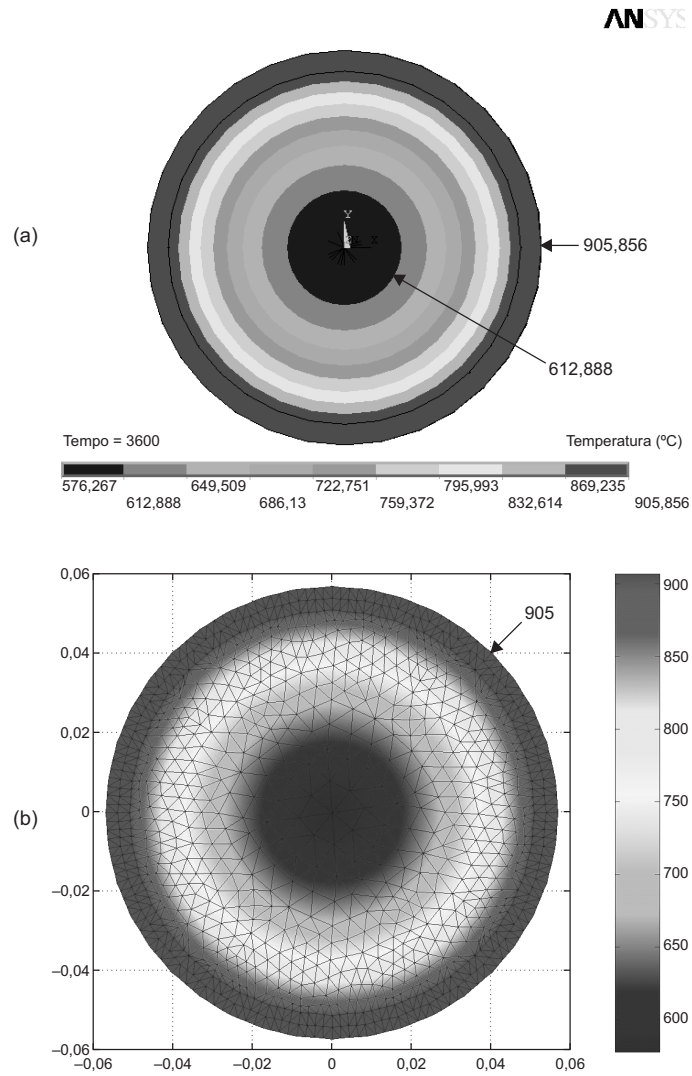 ANSYS
(a)
Y
X
905,856
612,888
Tempo = 3600
Temperatura (ºC)
576,267 649,509 722,751 795,993 869,235
612,888 686,13 759,372 832,614 905,856
(b)
0,06
0,04
0,02
0
–0,02
–0,04
–0,06
–0,06 –0,04 –0,02 0 0,02 0,04 0,06
905
900
850
800
750
700
650
600